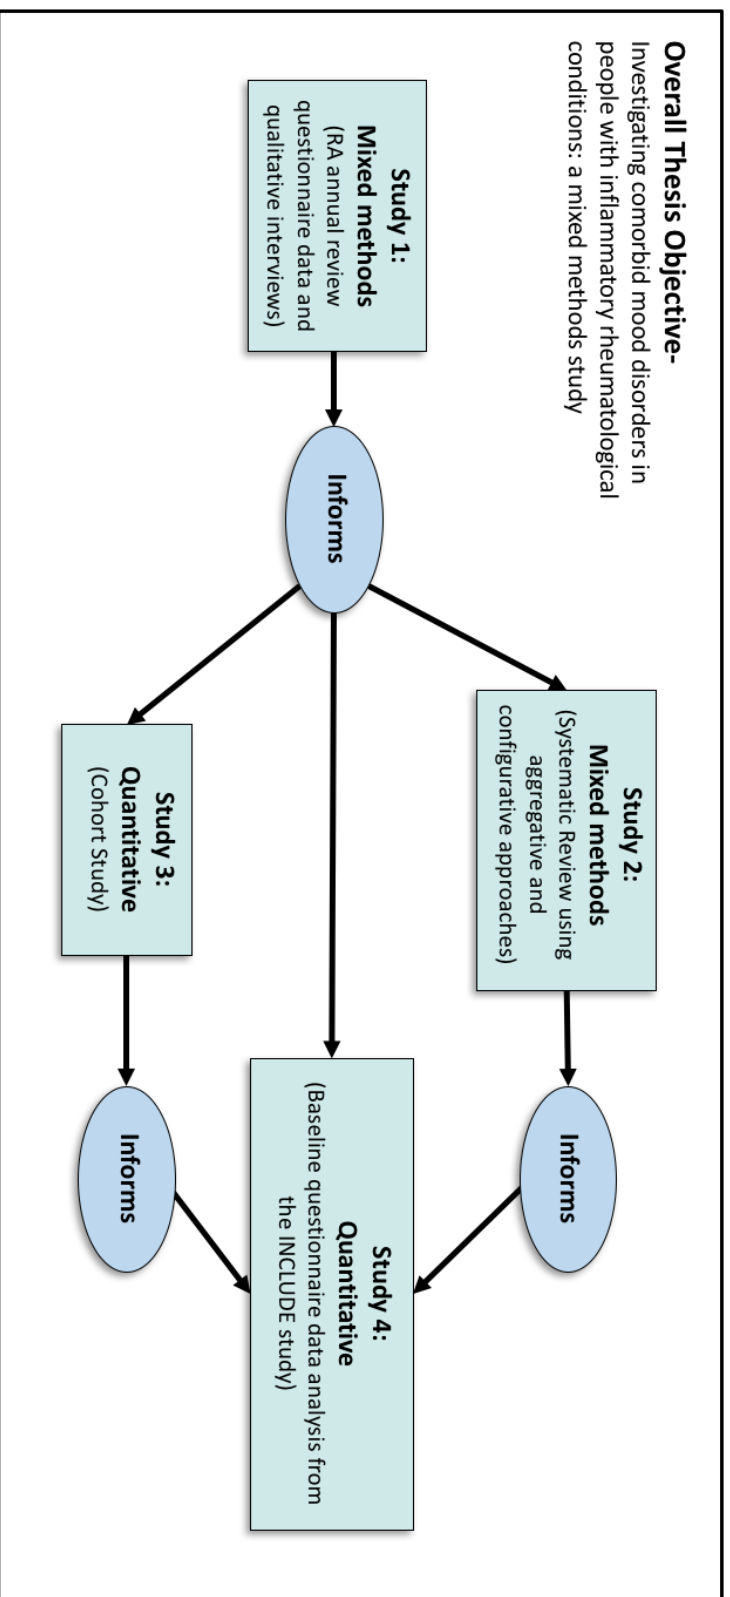 Overall Thesis Objective-
Investigating comorbid mood disorders in
people with inflammatory rheumatological
conditions: a mixed methods study
Study 1:
Mixed methods
(RA annual review
questionnaire data and
qualitative interviews)
Informs
Study 2:
Mixed methods
(Systematic Review using
aggregative and
configurative approaches)
Study 3:
Quantitative
(Cohort Study)
Informs
Informs
Study 4:
Quantitative
(Baseline questionnaire data analysis from
the INCLUDE study)